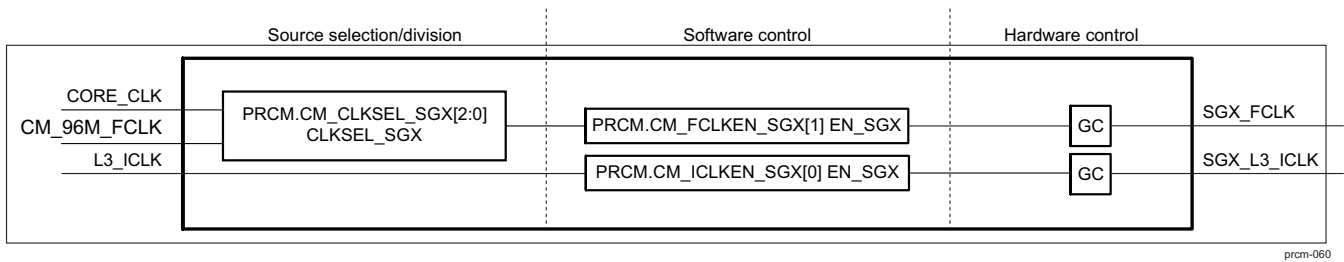 Source selection/division
Software control
Hardware control
CORE_CLK
CM_96M_FCLK
L3_ICLK
PRCM.CM_CLKSEL_SGX[2:0]
CLKSEL_SGX
PRCM.CM_FCLKEN_SGX[1] EN_SGX
PRCM.CM_ICLKEN_SGX[0] EN_SGX
GC
GC
SGX_FCLK
SGX_L3_ICLK
prcm-060